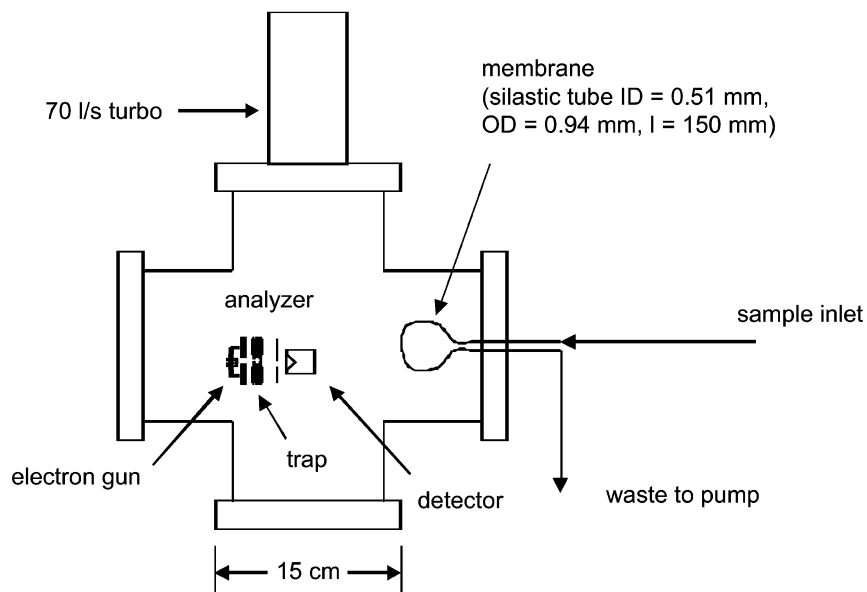 membrane
(silastic tube ID = 0.51 mm,
OD = 0.94 mm, l = 150 mm)
70 l/s turbo
analyzer
sample inlet
trap
electron gun
detector
waste to pump
15 cm